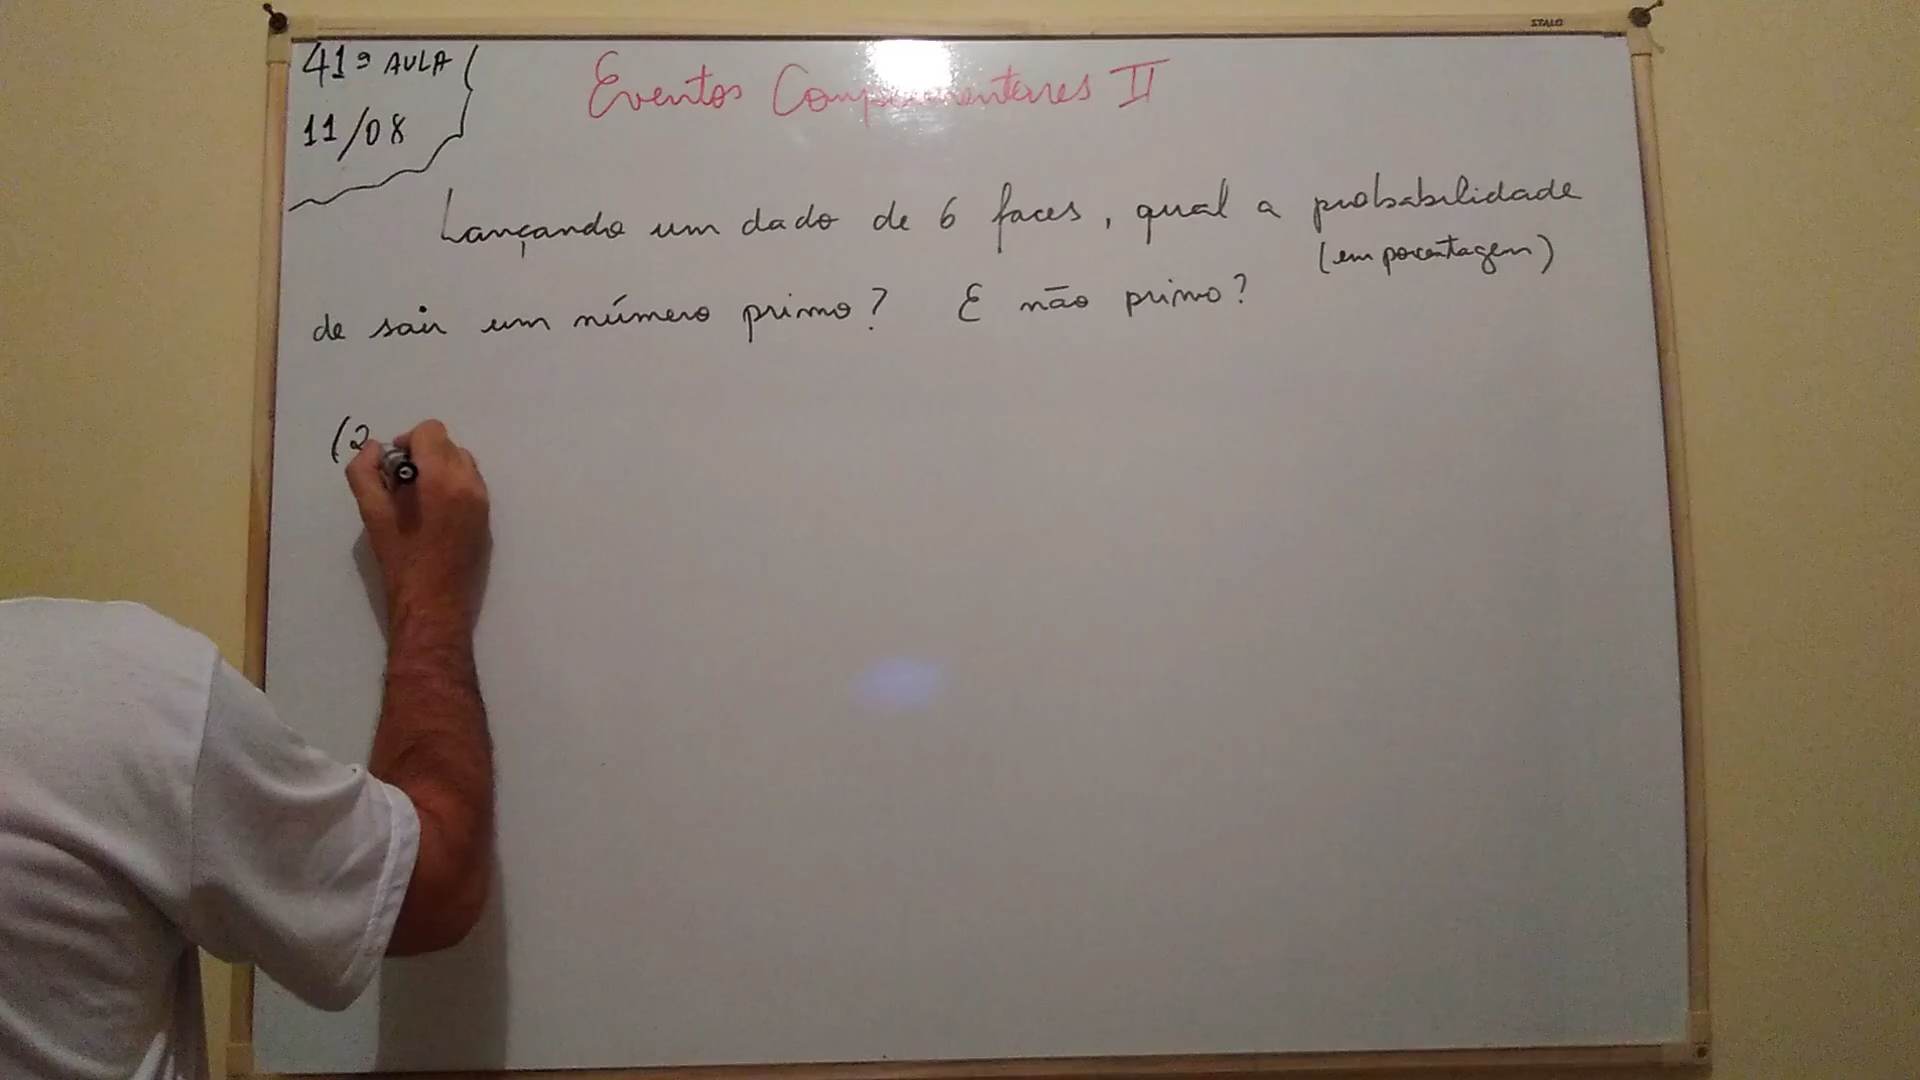 STALO
41ª AULA
11/08
Eventos Complementares II
Lançando um dado de 6 faces, qual a probabilidade
(em porcentagem)
de sair um número primo? E não primo?
(2